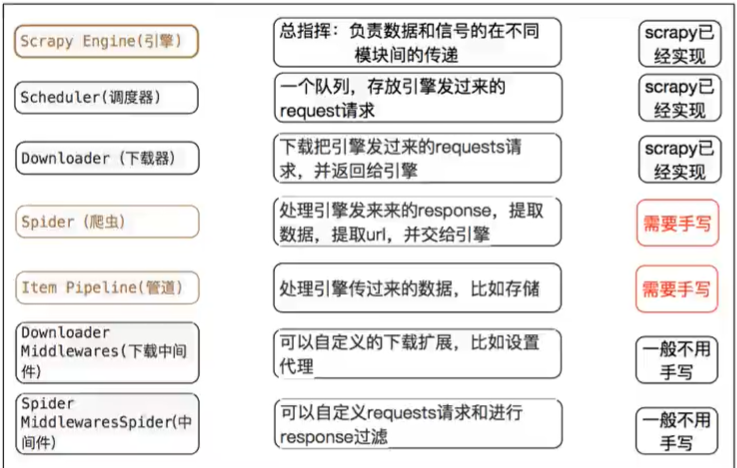 Scrapy Engine(引擎)
总指挥：负责数据和信号的在不同
模块间的传递
scrapy已
经实现
Scheduler(调度器)
一个队列，存放引擎发过来的
request请求
scrapy已
经实现
Downloader（下载器）
下载把引擎发过来的requests请
求，并返回给引擎
scrapy已
经实现
Spider（爬虫）
处理引擎发来来的response，提取
数据，提取url，并交给引擎
需要手写
Item Pipeline(管道)
处理引擎传过来的数据，比如存储
需要手写
Downloader
Middlewares(下载中间
件)
可以自定义的下载扩展，比如设置
代理
一般不用
手写
Spider
MiddlewaresSpider(中
间件)
可以自定义requests请求和进行
response过滤
一般不用
手写